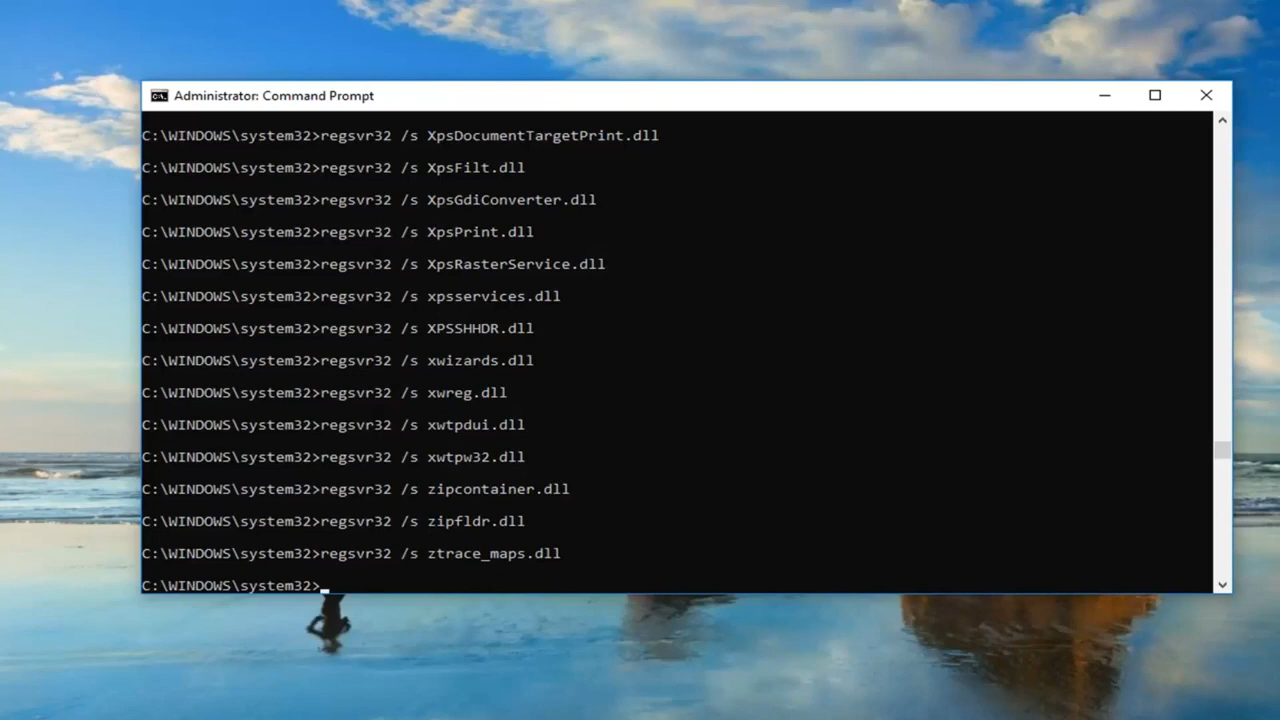 Administrator: Command Prompt
C:\WINDOWS\system32>regsvr32 /s XpsDocumentTargetPrint.dll
C:\WINDOWS\system32>regsvr32 /s XpsFilt.dll
C:\WINDOWS\system32>regsvr32 /s XpsGdiConverter.dll
C:\WINDOWS\system32>regsvr32 /s XpsPrint.dll
C:\WINDOWS\system32>regsvr32 /s XpsRasterService.dll
C:\WINDOWS\system32>regsvr32 /s xpsservices.dll
C:\WINDOWS\system32>regsvr32 /s XPSSHHDR.dll
C:\WINDOWS\system32>regsvr32 /s xwizards.dll
C:\WINDOWS\system32>regsvr32 /s xwreg.dll
C:\WINDOWS\system32>regsvr32 /s xwtpdui.dll
C:\WINDOWS\system32>regsvr32 /s xwtpw32.dll
C:\WINDOWS\system32>regsvr32 /s zipcontainer.dll
C:\WINDOWS\system32>regsvr32 /s zipfldr.dll
C:\WINDOWS\system32>regsvr32 /s ztrace_maps.dll
C:\WINDOWS\system32>